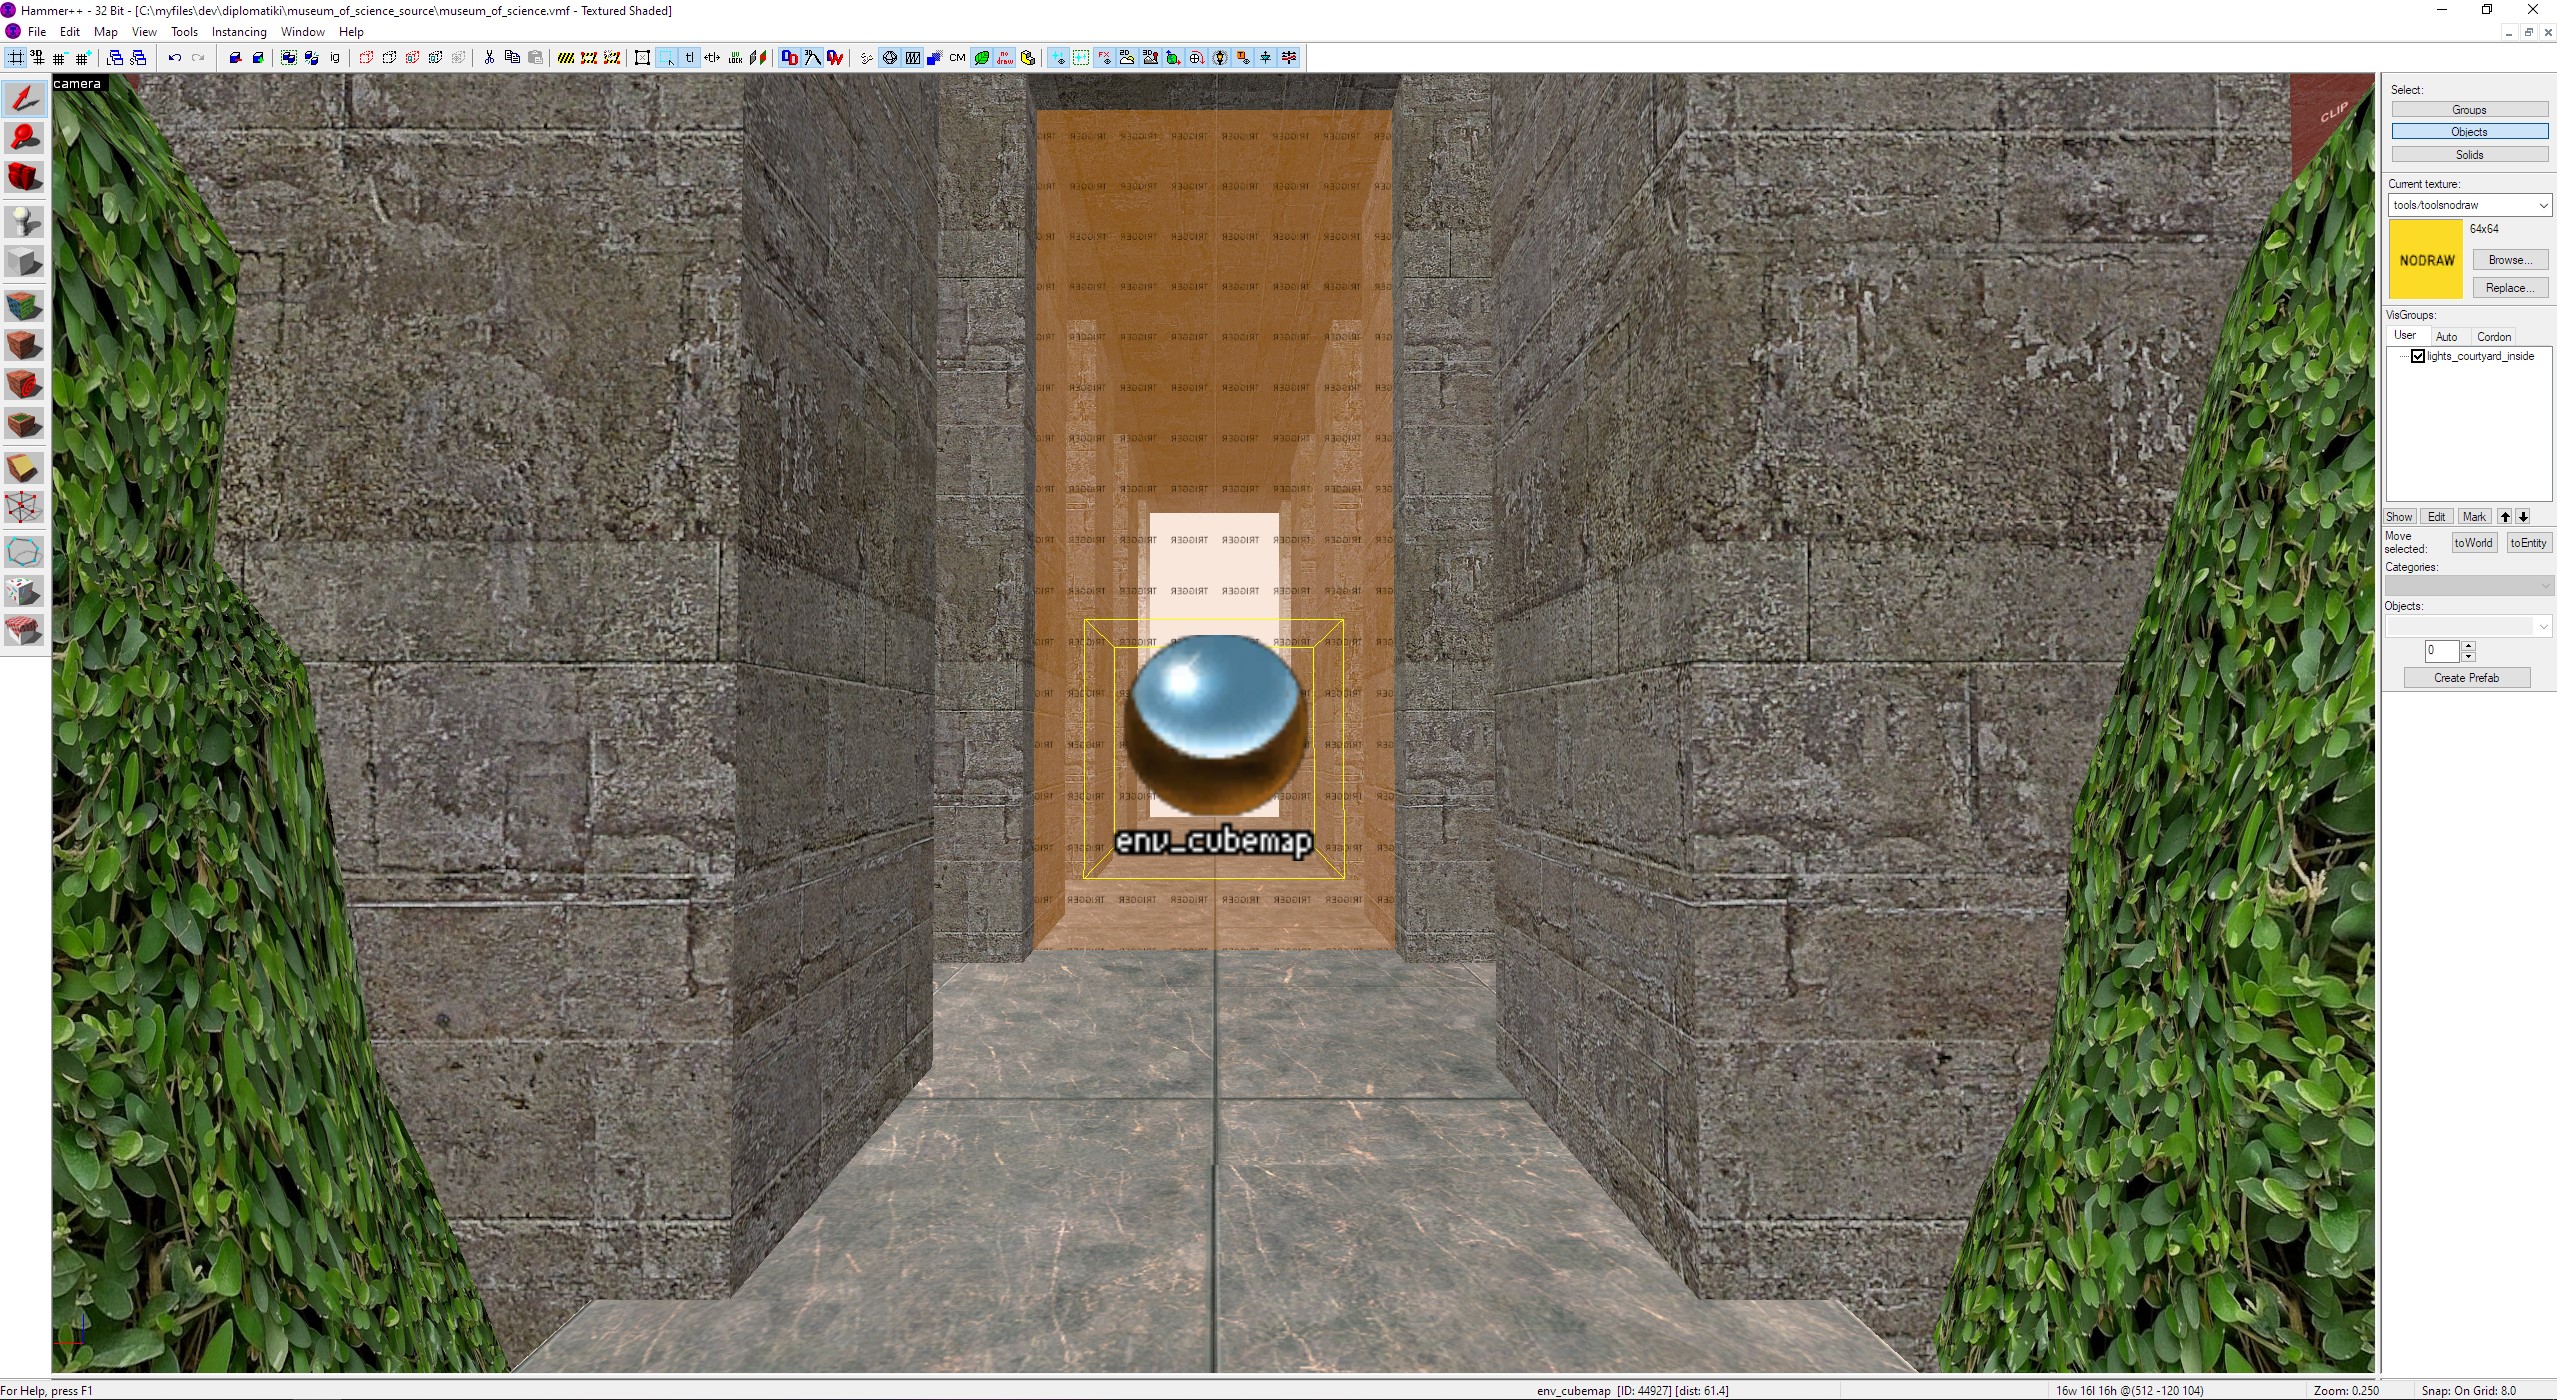 Hammer++ - 32 Bit - [C:\myfiles\dev\diplomatiki\museum_of_science_source\museum_of_science.vmf - Textured Shaded]
File Edit Map View Tools Instancing Window Help
camera
CLIP
TRIGGER
env_cubemap
Select:
Groups
Objects
Solids
Current texture:
tools/toolsnodraw
64x64
NODRAW
Browse...
Replace...
VisGroups:
User Auto Cordon
lights_courtyard_inside
Show Edit Mark
Move selected:
toWorld toEntity
Categories:
Objects:
0
Create Prefab
For Help, press F1
env_cubemap [ID: 44927] [dist: 61.4]
16w 16l 16h @(512 -120 104)
Zoom: 0.250
Snap: On Grid: 8.0